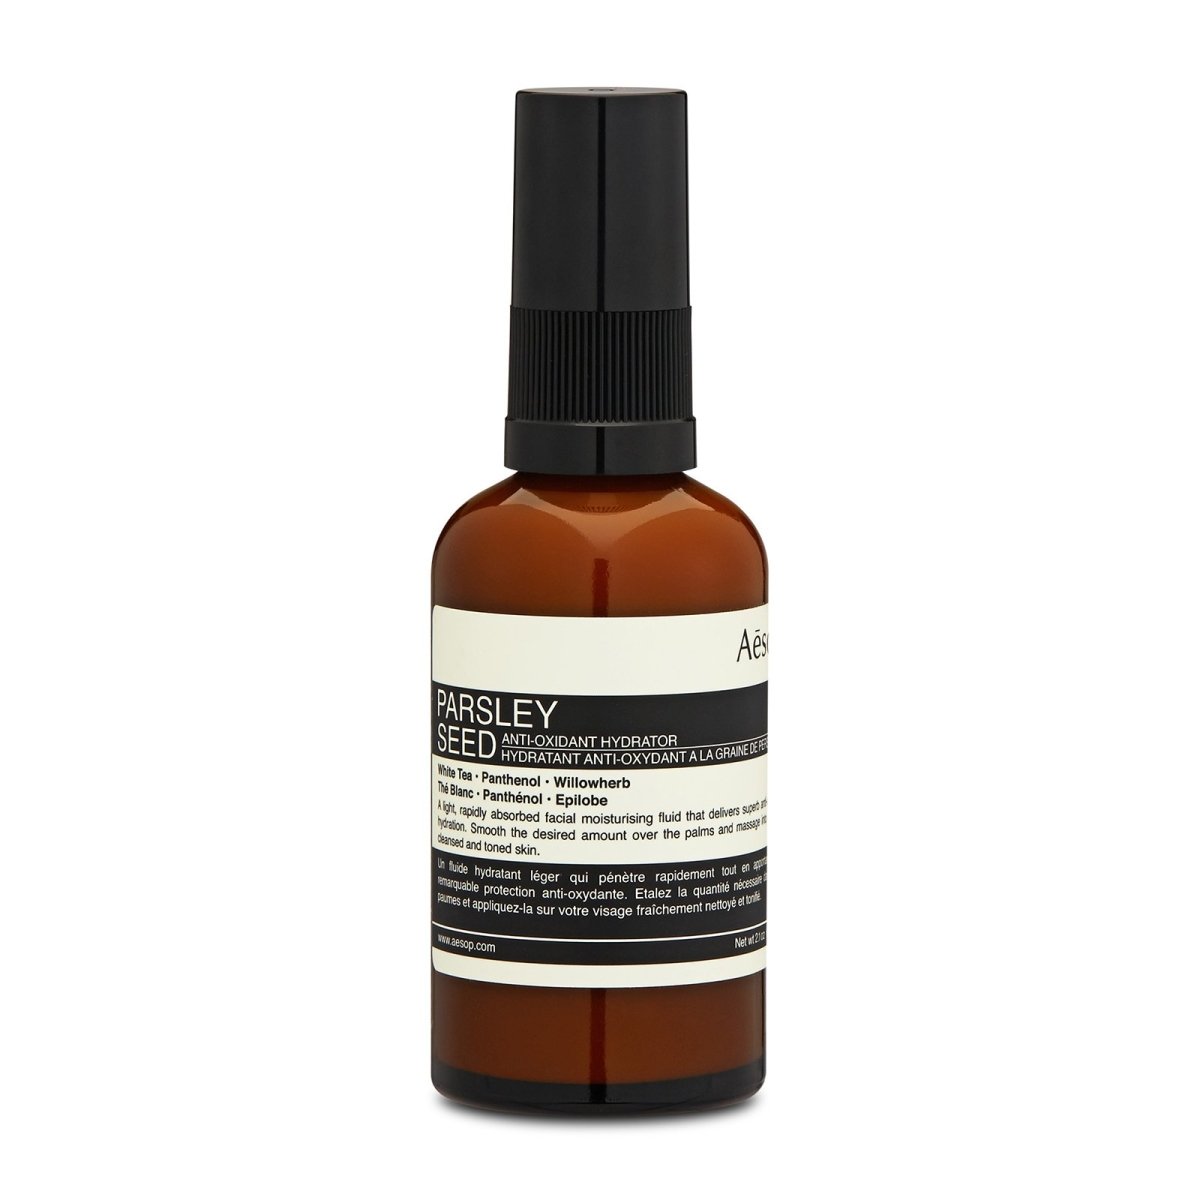 Aēso
PARSLEY
SEED ANTI-OXIDANT HYDRATOR
HYDRATANT ANTI-OXYDANT A LA GRAINE DE
White Tea · Panthenol · Willowherb
Thé Blanc · Panthénol · Epilobe
A light, rapidly absorbed facial moisturising fluid that delivers superb
hydration. Smooth the desired amount over the palms and massage
cleansed and toned skin.
Un fluide hydratant léger qui pénètre rapidement tout en
remarquable protection anti-oxydante. Etalez la quantité nécessaire
paumes et appliquez-la sur votre visage fraîchement nettoyé et tonifié.
www.aesop.com
Net wt 2.1oz